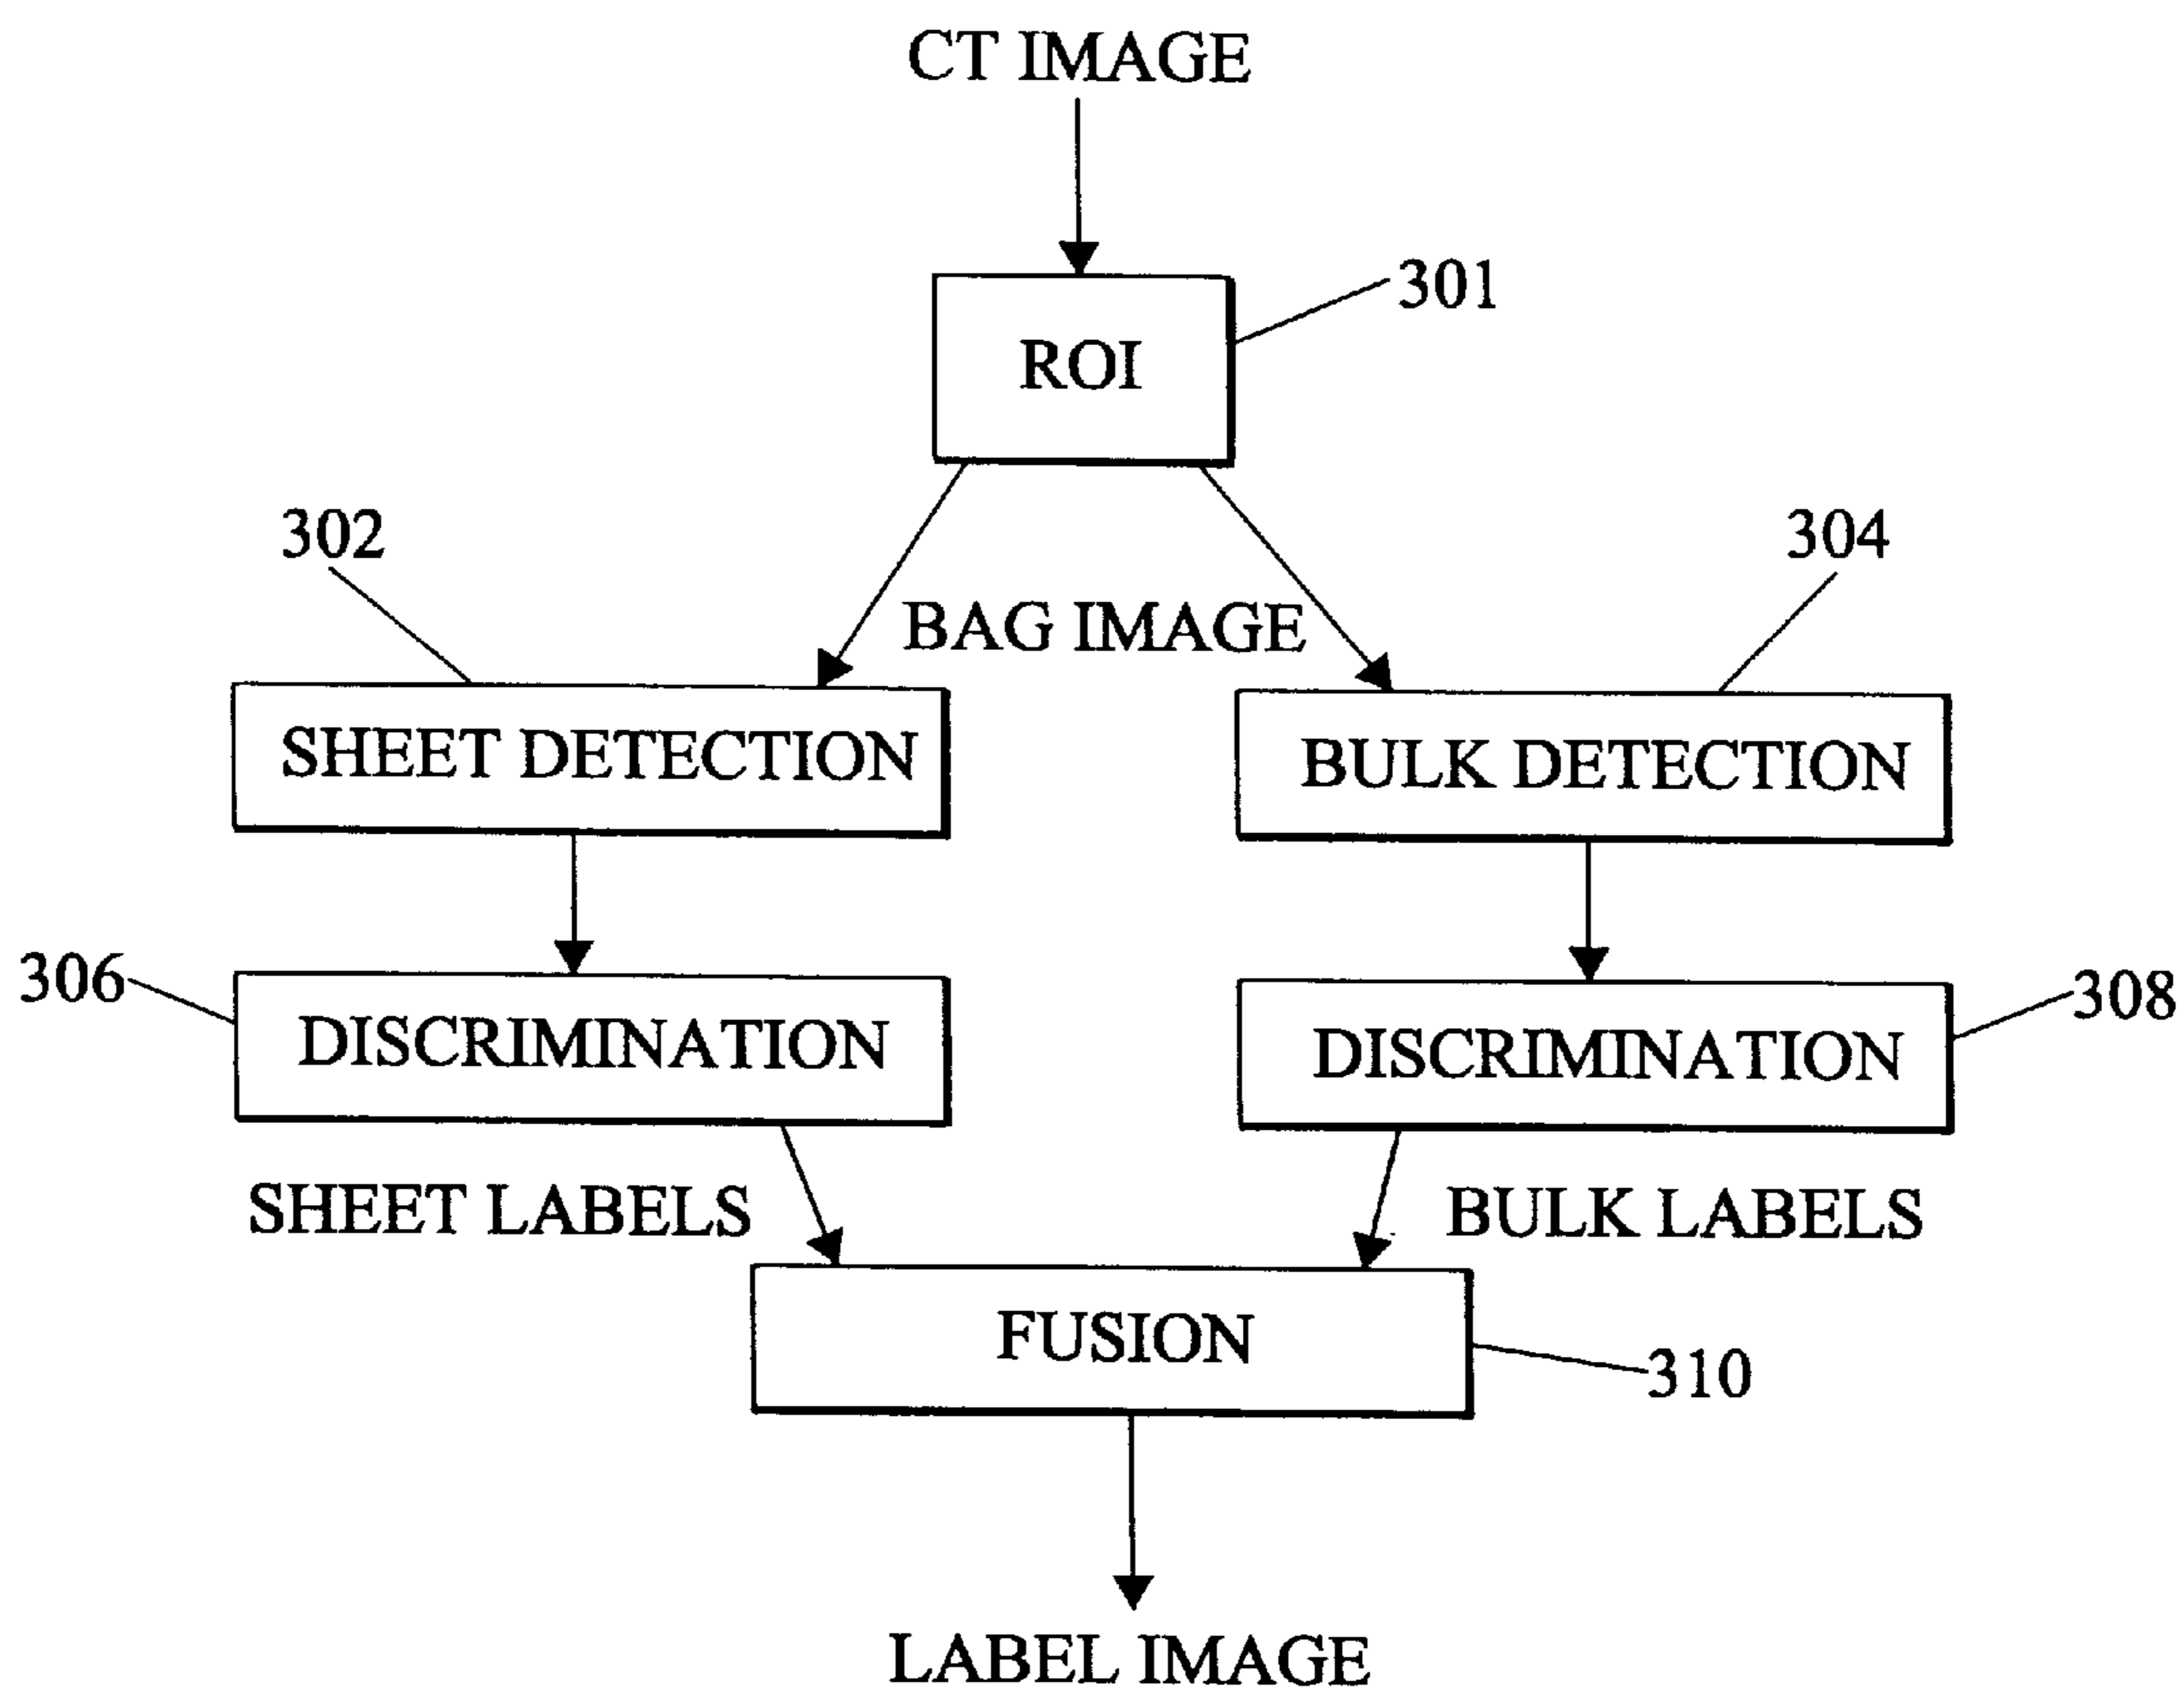 CT IMAGE
301
ROI
302
304
BAG IMAGE
SHEET DETECTION
BULK DETECTION
306
308
DISCRIMINATION
DISCRIMINATION
SHEET LABELS
BULK LABELS
FUSION
310
LABEL IMAGE